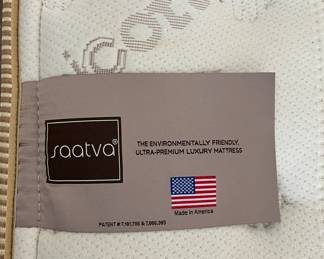 saatva®
THE ENVIRONMENTALLY FRIENDLY,
ULTRA-PREMIUM LUXURY MATTRESS
Made in America